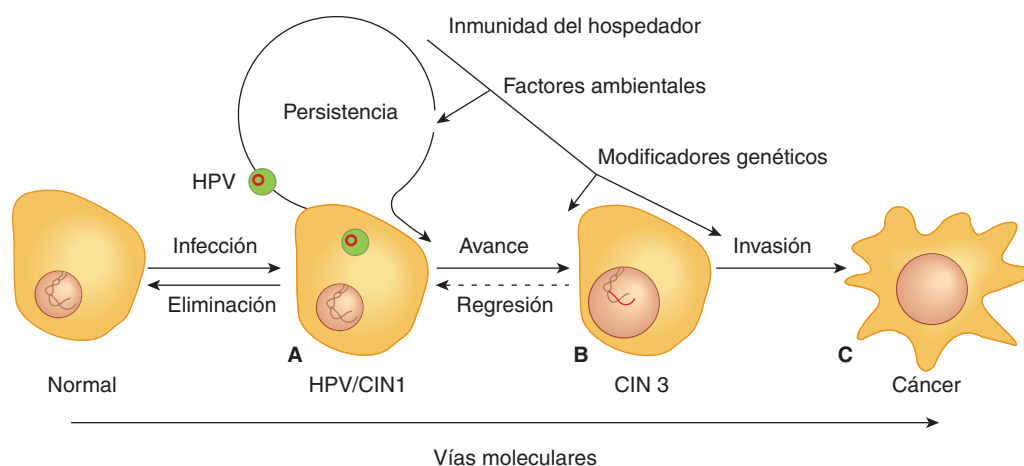 Inmunidad del hospedador
Factores ambientales
Persistencia
Modificadores genéticos
HPV
Infección
Avance
Invasión
Eliminación
Regresión
A
B
C
Normal
HPV/CIN1
CIN 3
Cáncer
Vías moleculares